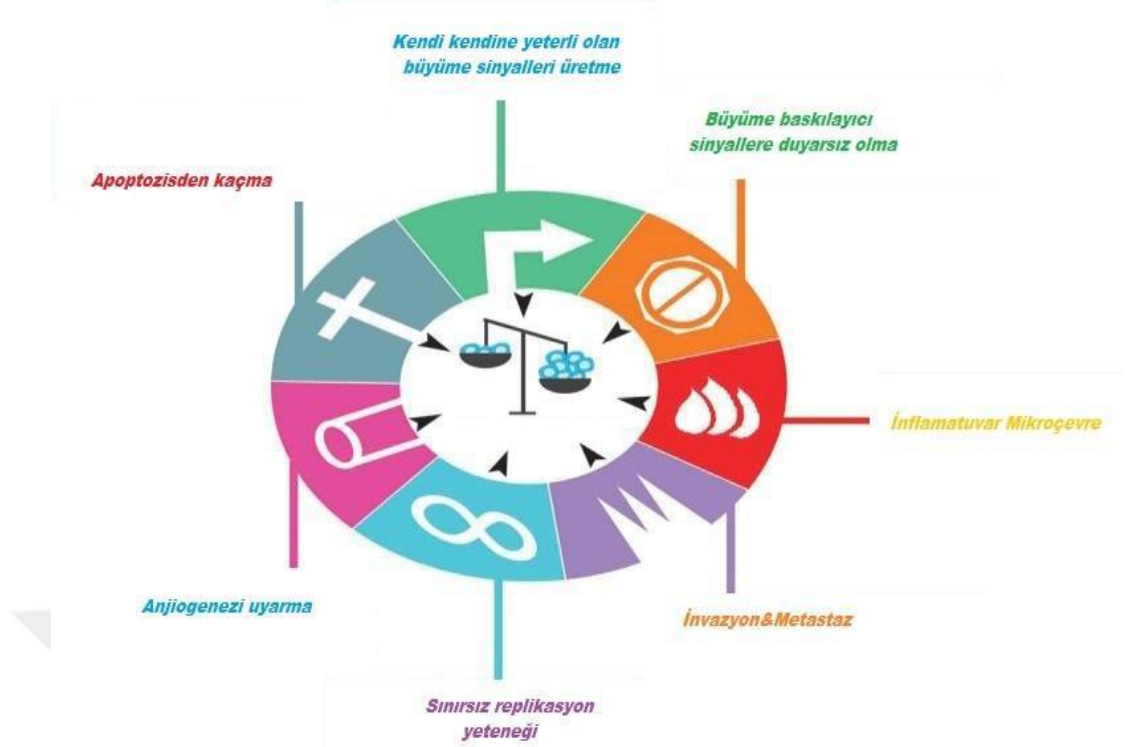 Kendi kendine yeterli olan
büyüme sinyalleri üretme
Büyüme baskılayıcı
sinyallere duyarsız olma
Apoptozisden kaçma
İnflamatuvar Mikroçevre
Anjiogenezi uyarma
İnvazyon&Metastaz
Sınırsız replikasyon
yeteneği